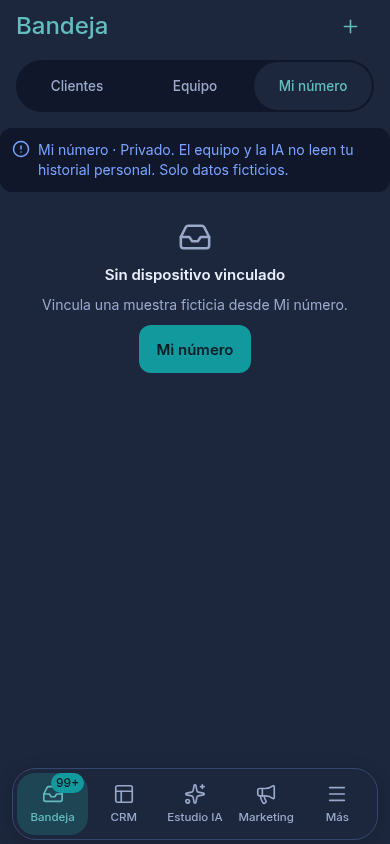 Bandeja
Clientes
Equipo
Mi número
Mi número · Privado. El equipo y la IA no leen tu
historial personal. Solo datos ficticios.
Sin dispositivo vinculado
Vincula una muestra ficticia desde Mi número.
Mi número
99+
Bandeja
CRM
Estudio IA
Marketing
Más